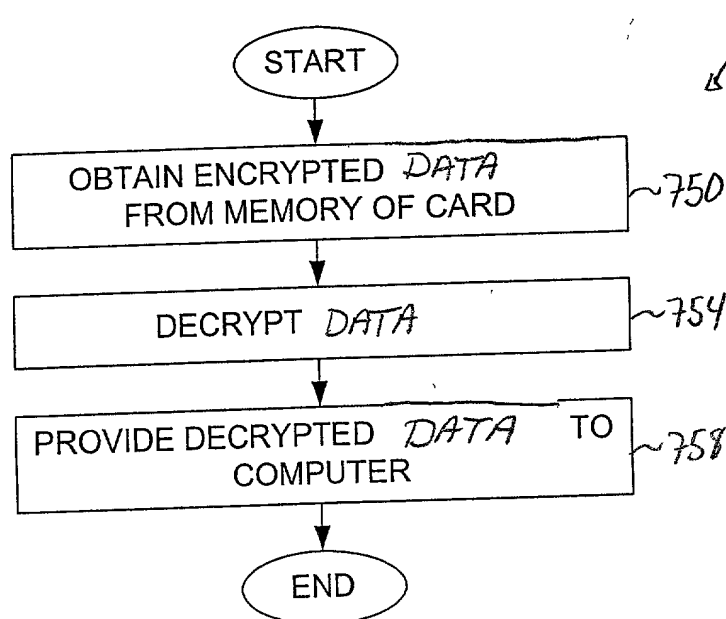 START
OBTAIN ENCRYPTED DATA
FROM MEMORY OF CARD
~750
DECRYPT DATA
~754
PROVIDE DECRYPTED DATA TO
COMPUTER
~758
END